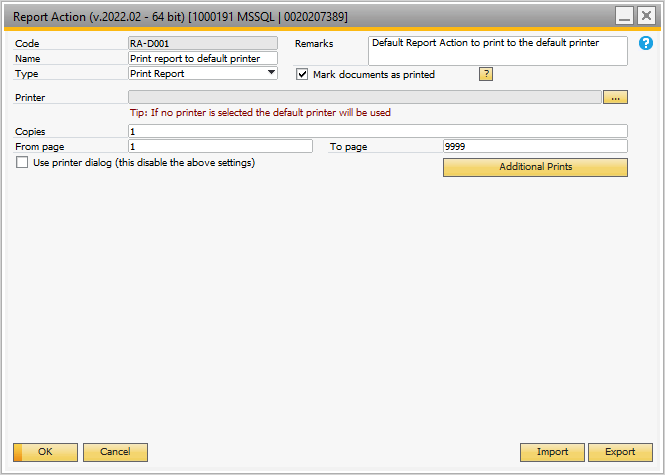 Report Action (v.2022.02 - 64 bit) [1000191 MSSQL | 0020207389]
Code RA-D001 Remarks Default Report Action to print to the default printer ?
Name Print report to default printer
Type Print Report Mark documents as printed ?
Printer ...
Tip: If no printer is selected the default printer will be used
Copies 1
From page 1 To page 9999
Use printer dialog (this disable the above settings) Additional Prints
OK Cancel Import Export